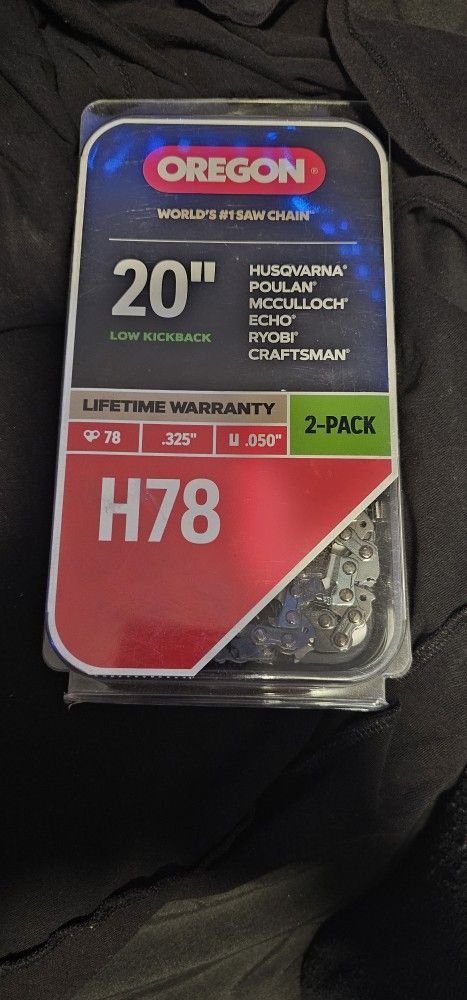 OREGON®
WORLD'S #1 SAW CHAIN™
20"
LOW KICKBACK
HUSQVARNA®
POULAN®
MCCULLOCH®
ECHO®
RYOBI®
CRAFTSMAN®
LIFETIME WARRANTY
78 .325" .050"
2-PACK
H78